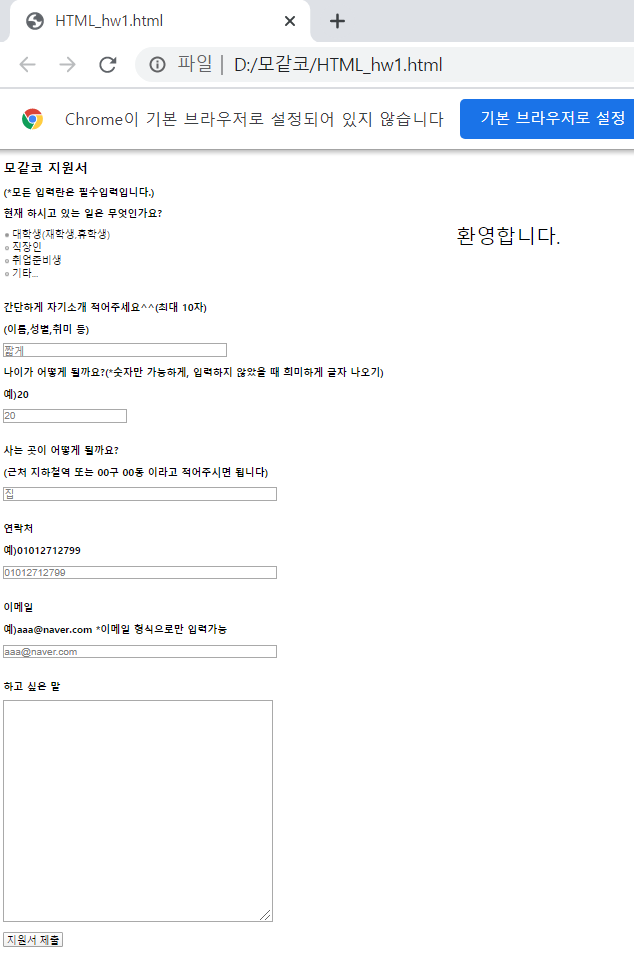 HTML_hw1.html
파일 | D:/모같코/HTML_hw1.html
Chrome이 기본 브라우저로 설정되어 있지 않습니다
기본 브라우저로 설정
모같코 지원서
(*모든 입력란은 필수입력입니다.)
현재 하시고 있는 일은 무엇인가요?
대학생(재학생.휴학생)
직장인
취업준비생
기타...
환영합니다.
간단하게 자기소개 적어주세요^^(최대 10자)
(이름,성별,취미 등)
짧게
나이가 어떻게 될까요?(*숫자만 가능하게, 입력하지 않았을 때 희미하게 글자 나오기)
예)20
20
사는 곳이 어떻게 될까요?
(근처 지하철역 또는 00구 00동 이라고 적어주시면 됩니다)
집
연락처
예)01012712799
01012712799
이메일
예)aaa@naver.com *이메일 형식으로만 입력가능
aaa@naver.com
하고 싶은 말
지원서 제출